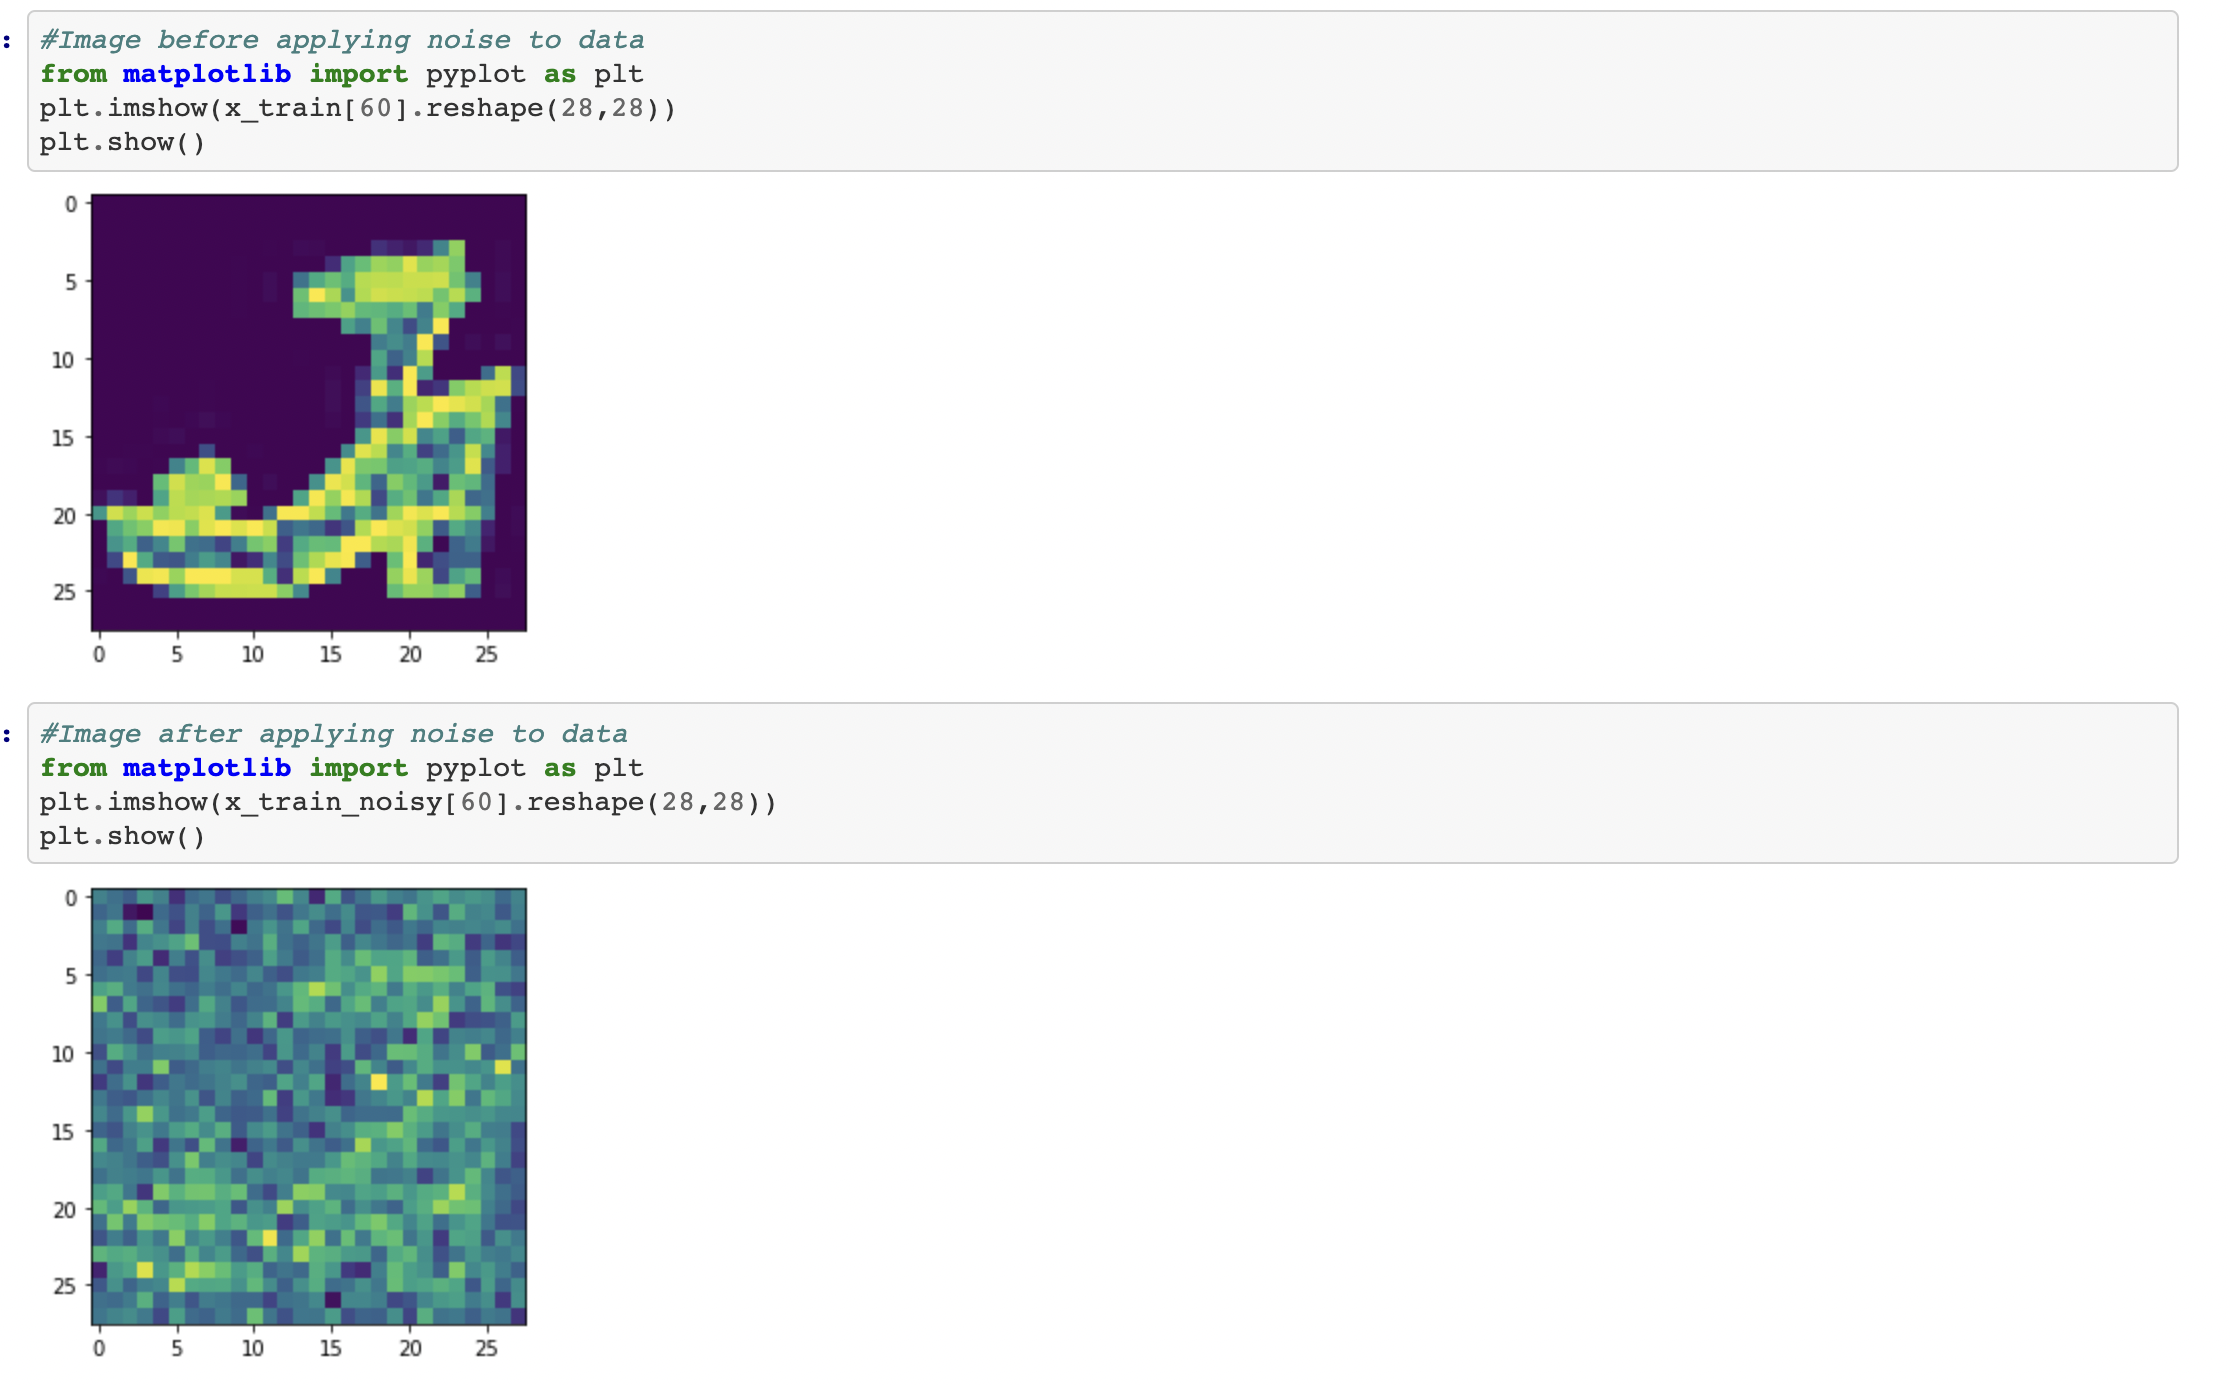 :
#Image before applying noise to data
from matplotlib import pyplot as plt
plt.imshow(x_train[60].reshape(28,28))
plt.show()
0
5
10
15
20
25
0 5 10 15 20 25
:
#Image after applying noise to data
from matplotlib import pyplot as plt
plt.imshow(x_train_noisy[60].reshape(28,28))
plt.show()
0
5
10
15
20
25
0 5 10 15 20 25